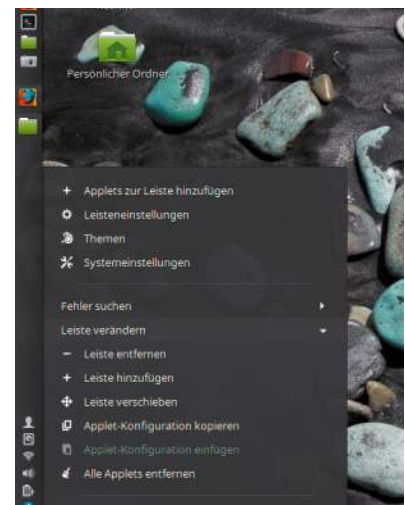 Persönlicher Ordner
Applets zur Leiste hinzufügen
Leisteneinstellungen
Themen
Systemeinstellungen
Fehler suchen
Leiste verändern
Leiste entfernen
Leiste hinzufügen
Leiste verschieben
Applet-Konfiguration kopieren
Applet-Konfiguration einfügen
Alle Applets entfernen